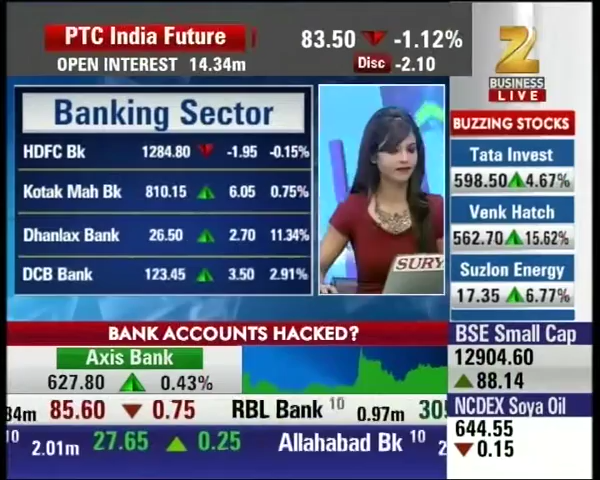 PTC India Future
83.50 -1.12%
OPEN INTEREST 14.34m
Disc -2.10
Z
BUSINESS
LIVE
Banking Sector
HDFC Bk 1284.80 -1.95 -0.15%
Kotak Mah Bk 810.15 6.05 0.75%
Dhanlax Bank 26.50 2.70 11.34%
DCB Bank 123.45 3.50 2.91%
SURY
BUZZING STOCKS
Tata Invest
598.50 4.67%
Venk Hatch
562.70 15.62%
Suzlon Energy
17.35 6.77%
BANK ACCOUNTS HACKED?
Axis Bank
627.80 0.43%
BSE Small Cap
12904.60
88.14
NCDEX Soya Oil
644.55
0.15
84m 85.60 0.75 RBL Bank 10 0.97m 305
10 2.01m 27.65 0.25 Allahabad Bk 10 2